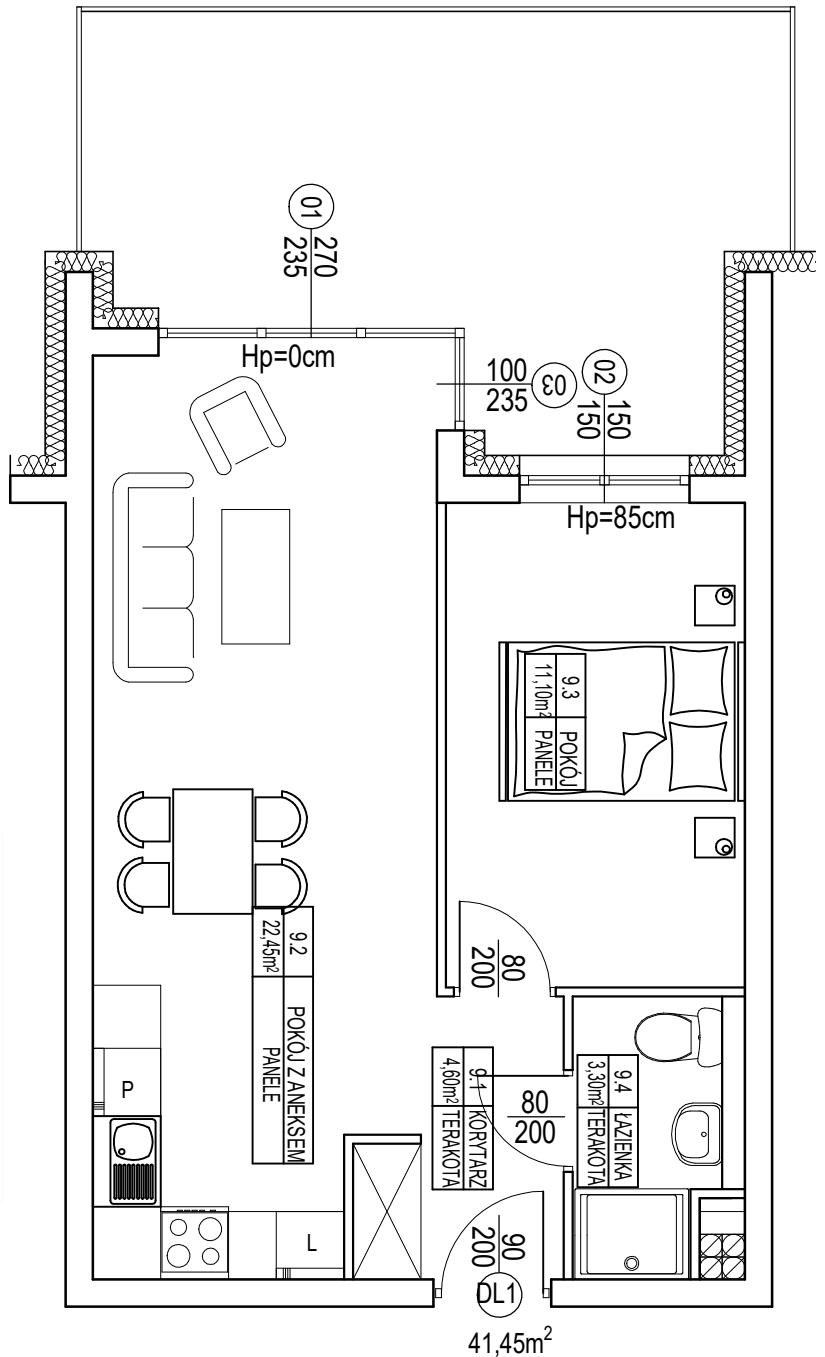 01
270
235
Hp=0cm
100
235
03
02
150
150
Hp=85cm
9.3 POKÓJ
11,10m² PANELE
9.2 POKÓJ Z ANEKSEM
22,45m² PANELE
80
200
9.1 KORYTARZ
4,60m² TERAKOTA
80
200
9.4 ŁAZIENKA
3,30m² TERAKOTA
P
L
90
200
DL1
41,45m²